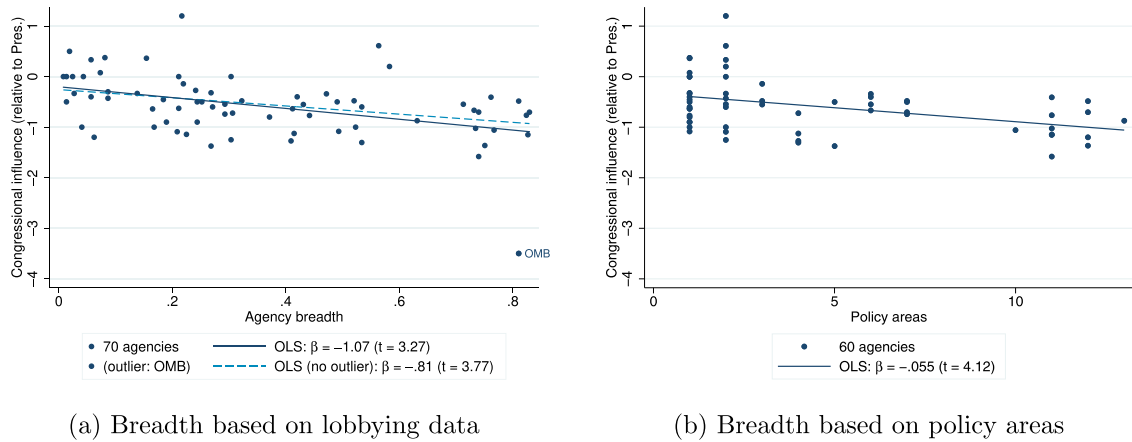 Congressional influence (relative to Pres.)
1
0
−1
−2
−3
−4
OMB
0
.2
.4
.6
.8
Agency breadth
70 agencies
OLS: β = −1.07 (t = 3.27)
(outlier: OMB)
OLS (no outlier): β = −.81 (t = 3.77)
(a) Breadth based on lobbying data
Congressional influence (relative to Pres.)
1
0
−1
−2
−3
−4
0
5
10
Policy areas
60 agencies
OLS: β = −.055 (t = 4.12)
(b) Breadth based on policy areas